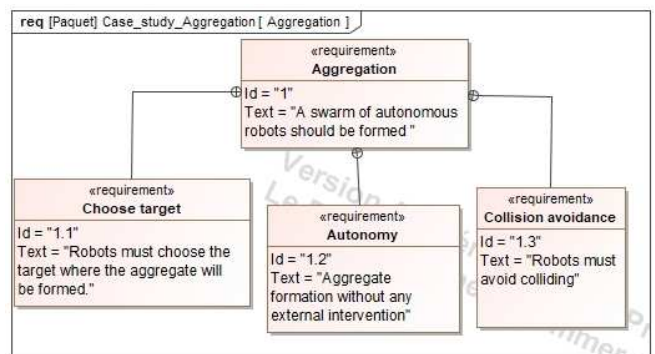 req [Paquet] Case_study_Aggregation [ Aggregation ]
«requirement»
Aggregation
Id = "1"
Text = "A swarm of autonomous
robots should be formed "
«requirement»
Choose target
Id = "1.1"
Text = "Robots must choose the
target where the aggregate will
be formed."
«requirement»
Autonomy
Id = "1.2"
Text = "Aggregate
formation without any
external intervention"
«requirement»
Collision avoidance
Id = "1.3"
Text = "Robots must
avoid colliding"
Version
Le